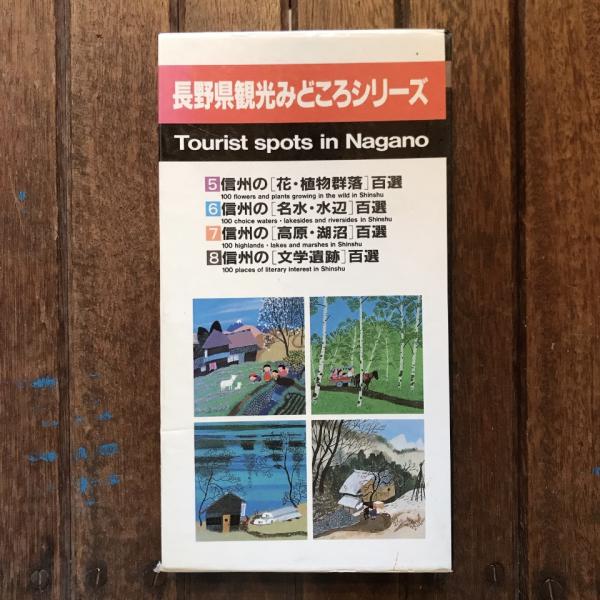 長野県観光みどころシリーズ
Tourist spots in Nagano
5 信州の[花・植物群落]百選
100 flowers and plants growing in the wild in Shinshu
6 信州の[名水・水辺]百選
100 choice waters・lakesides and riversides in Shinshu
7 信州の[高原・湖沼]百選
100 highlands・lakes and marshes in Shinshu
8 信州の[文学遺跡]百選
100 places of literary interest in Shinshu